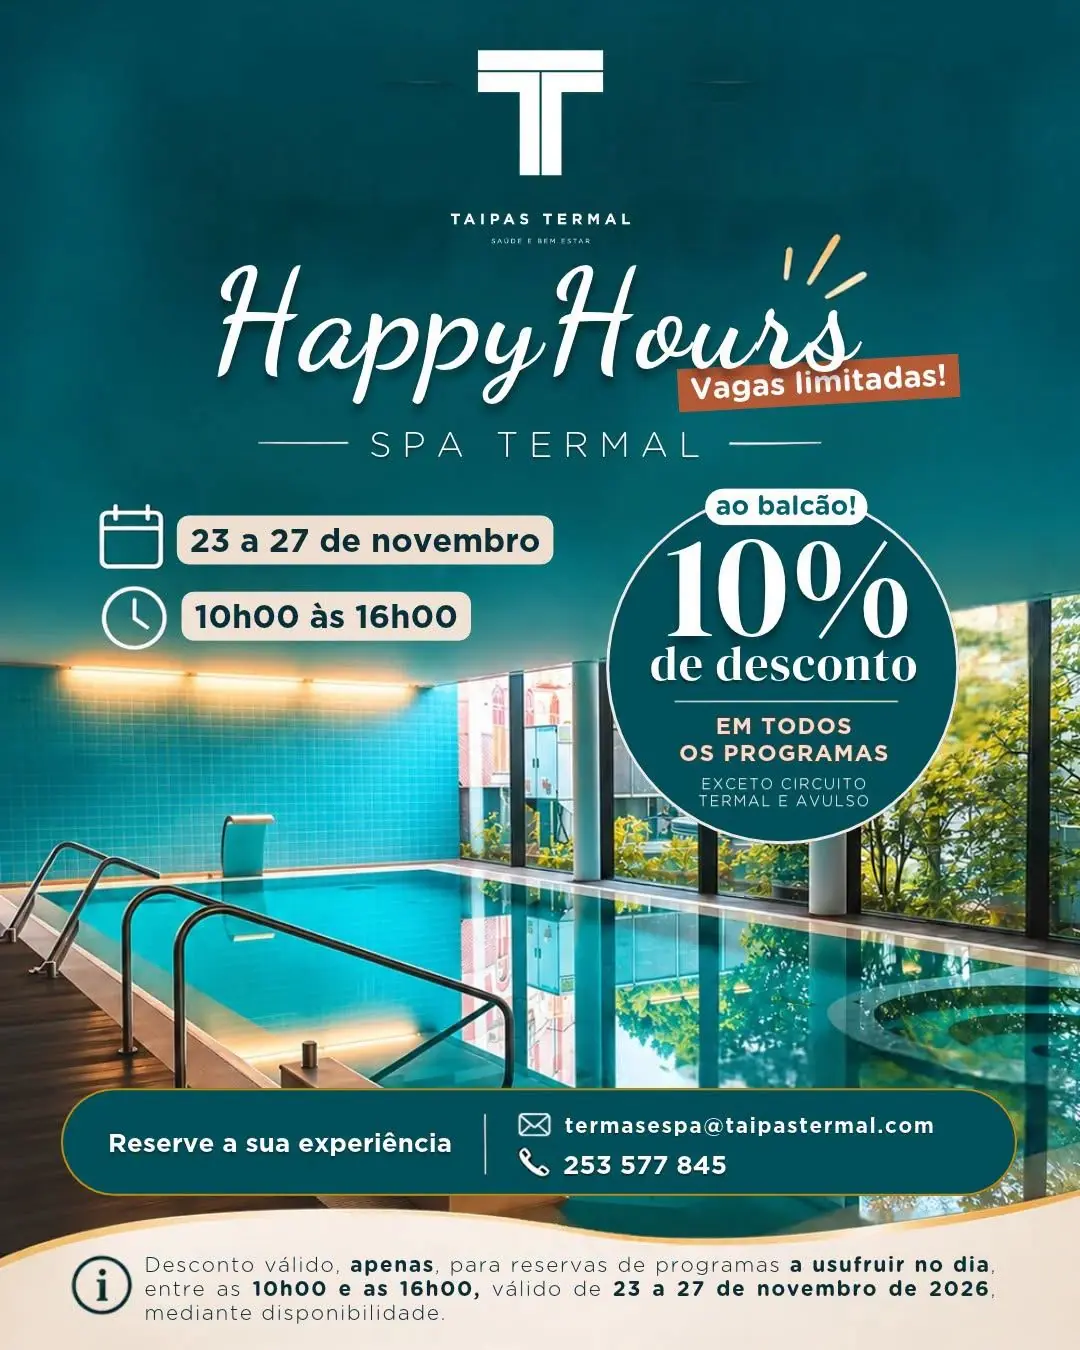 TAIPAS TERMAL
SAÚDE E BEM ESTAR
Happy Hours
Vagas limitadas!
SPA TERMAL
23 a 27 de novembro
10h00 às 16h00
ao balcão!
10%
de desconto
EM TODOS
OS PROGRAMAS
EXCETO CIRCUITO
TERMAL E AVULSO
Reserve a sua experiência
termasespa@taipastermal.com
253 577 845
Desconto válido, apenas, para reservas de programas a usufruir no dia,
entre as 10h00 e as 16h00, válido de 23 a 27 de novembro de 2026,
mediante disponibilidade.